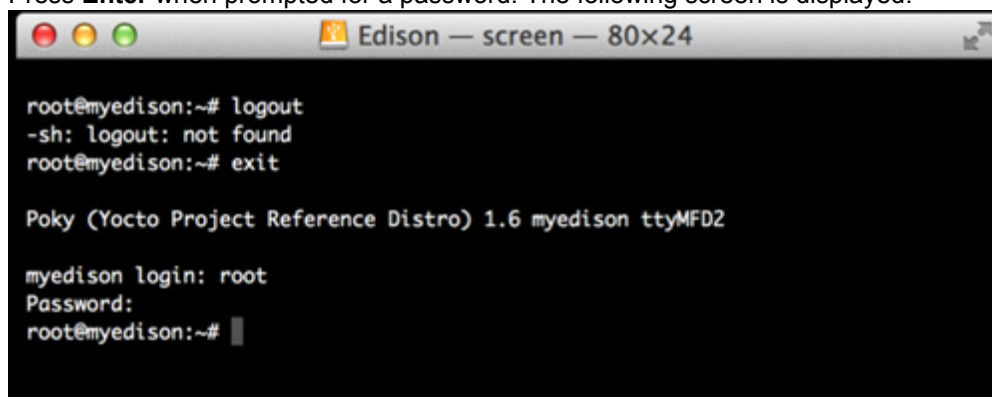 Press Enter when prompted for a password. The following screen is displayed:
Edison — screen — 80×24
root@myedison:~# logout
-sh: logout: not found
root@myedison:~# exit
Poky (Yocto Project Reference Distro) 1.6 myedison ttyMFD2
myedison login: root
Password:
root@myedison:~#